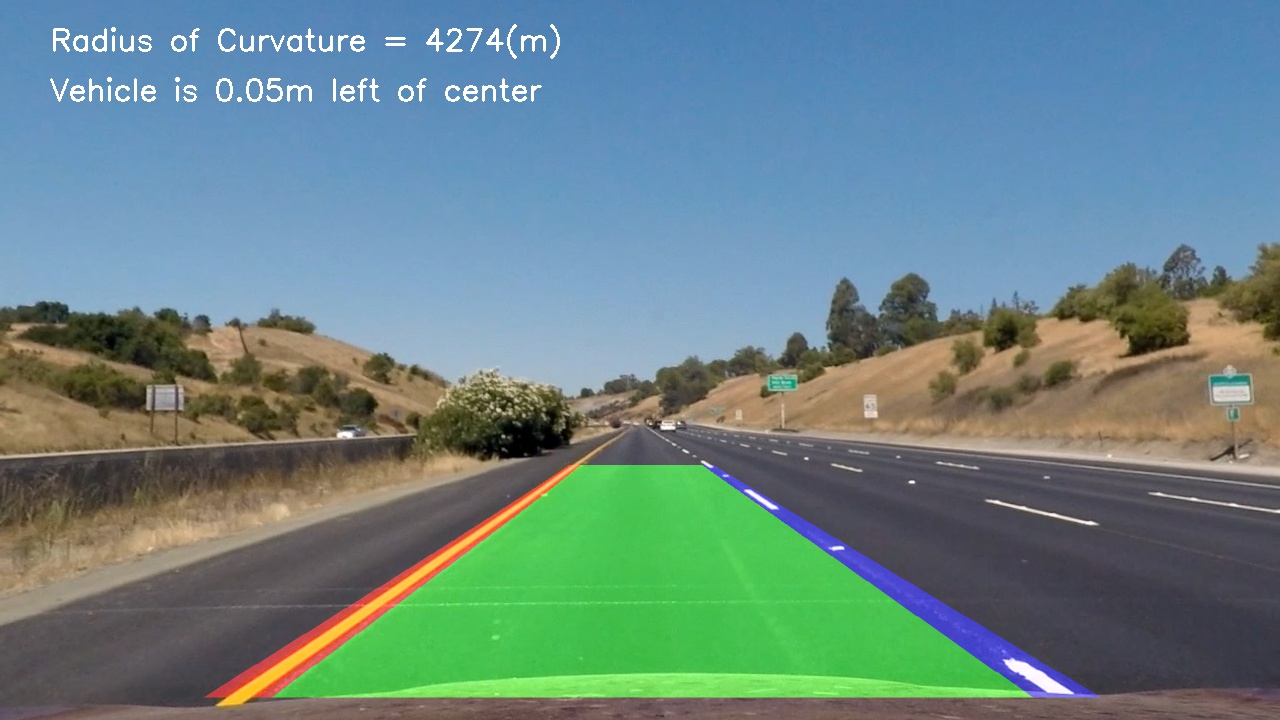 Radius of Curvature = 4274(m)
Vehicle is 0.05m left of center